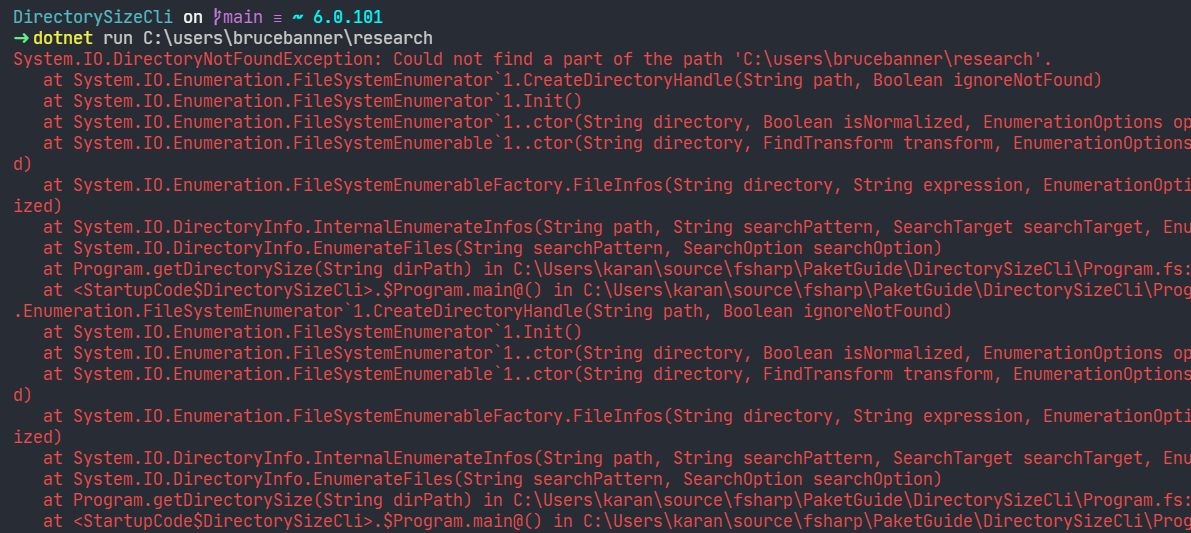 DirectorySizeCli on main ≡ ~ 6.0.101
➜ dotnet run C:\users\brucebanner\research
System.IO.DirectoryNotFoundException: Could not find a part of the path 'C:\users\brucebanner\research'.
   at System.IO.Enumeration.FileSystemEnumerator`1.CreateDirectoryHandle(String path, Boolean ignoreNotFound)
   at System.IO.Enumeration.FileSystemEnumerator`1.Init()
   at System.IO.Enumeration.FileSystemEnumerator`1..ctor(String directory, Boolean isNormalized, EnumerationOptions op
   at System.IO.Enumeration.FileSystemEnumerable`1..ctor(String directory, FindTransform transform, EnumerationOptions
d)
   at System.IO.Enumeration.FileSystemEnumerableFactory.FileInfos(String directory, String expression, EnumerationOpti
ized)
   at System.IO.DirectoryInfo.InternalEnumerateInfos(String path, String searchPattern, SearchTarget searchTarget, Enu
   at System.IO.DirectoryInfo.EnumerateFiles(String searchPattern, SearchOption searchOption)
   at Program.getDirectorySize(String dirPath) in C:\Users\karan\source\fsharp\PaketGuide\DirectorySizeCli\Program.fs:
   at <StartupCode$DirectorySizeCli>.$Program.main@() in C:\Users\karan\source\fsharp\PaketGuide\DirectorySizeCli\Prog
.Enumeration.FileSystemEnumerator`1.CreateDirectoryHandle(String path, Boolean ignoreNotFound)
   at System.IO.Enumeration.FileSystemEnumerator`1.Init()
   at System.IO.Enumeration.FileSystemEnumerator`1..ctor(String directory, Boolean isNormalized, EnumerationOptions op
   at System.IO.Enumeration.FileSystemEnumerable`1..ctor(String directory, FindTransform transform, EnumerationOptions
d)
   at System.IO.Enumeration.FileSystemEnumerableFactory.FileInfos(String directory, String expression, EnumerationOpti
ized)
   at System.IO.DirectoryInfo.InternalEnumerateInfos(String path, String searchPattern, SearchTarget searchTarget, Enu
   at System.IO.DirectoryInfo.EnumerateFiles(String searchPattern, SearchOption searchOption)
   at Program.getDirectorySize(String dirPath) in C:\Users\karan\source\fsharp\PaketGuide\DirectorySizeCli\Program.fs:
   at <StartupCode$DirectorySizeCli>.$Program.main@() in C:\Users\karan\source\fsharp\PaketGuide\DirectorySizeCli\Prog